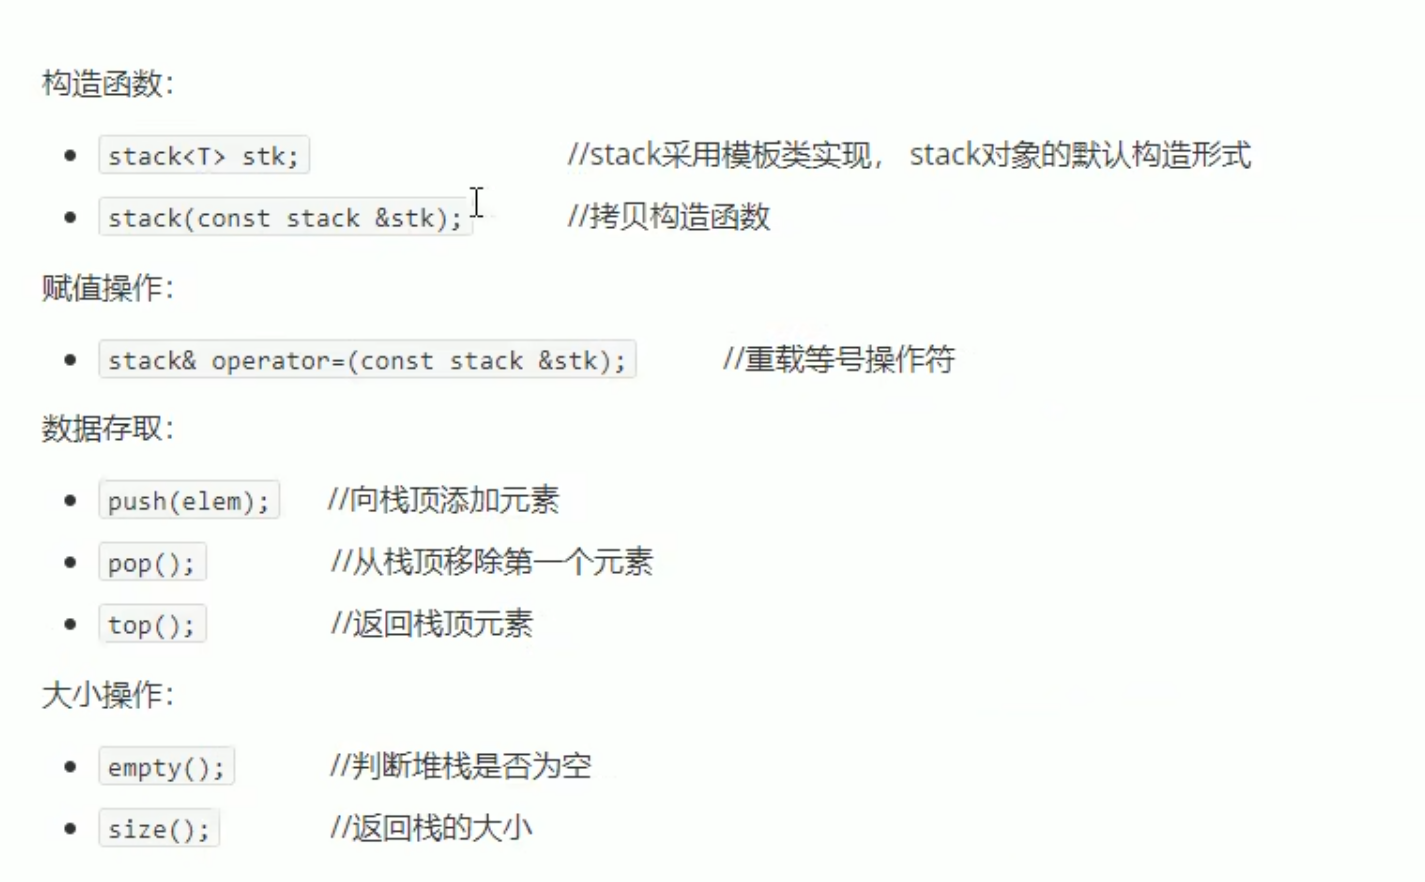 构造函数：
stack<T> stk; //stack采用模板类实现， stack对象的默认构造形式
stack(const stack &stk); //拷贝构造函数
赋值操作：
stack& operator=(const stack &stk); //重载等号操作符
数据存取：
push(elem); //向栈顶添加元素
pop(); //从栈顶移除第一个元素
top(); //返回栈顶元素
大小操作：
empty(); //判断堆栈是否为空
size(); //返回栈的大小